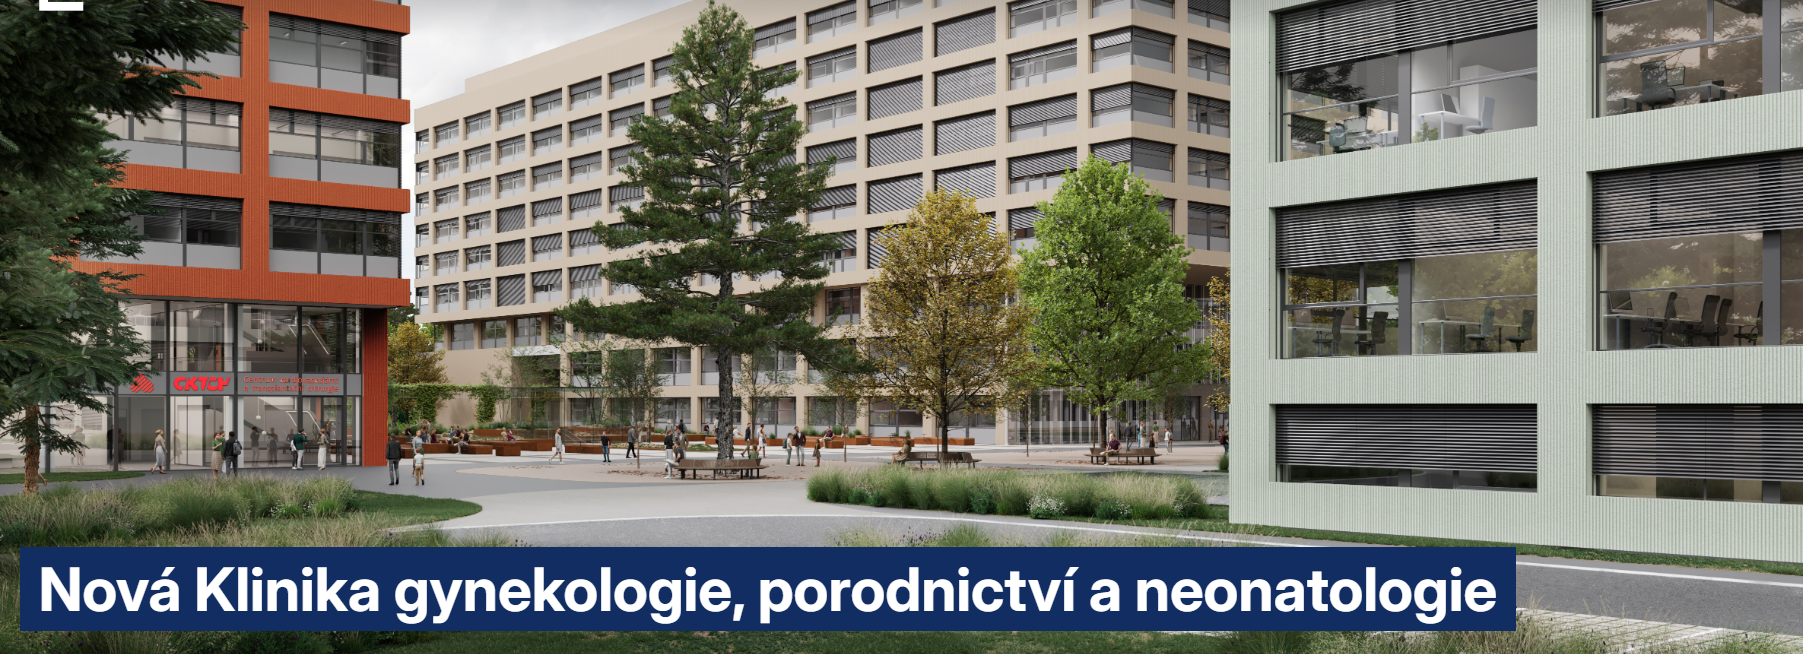 CKTCH
Nová Klinika gynekologie, porodnictví a neonatologie